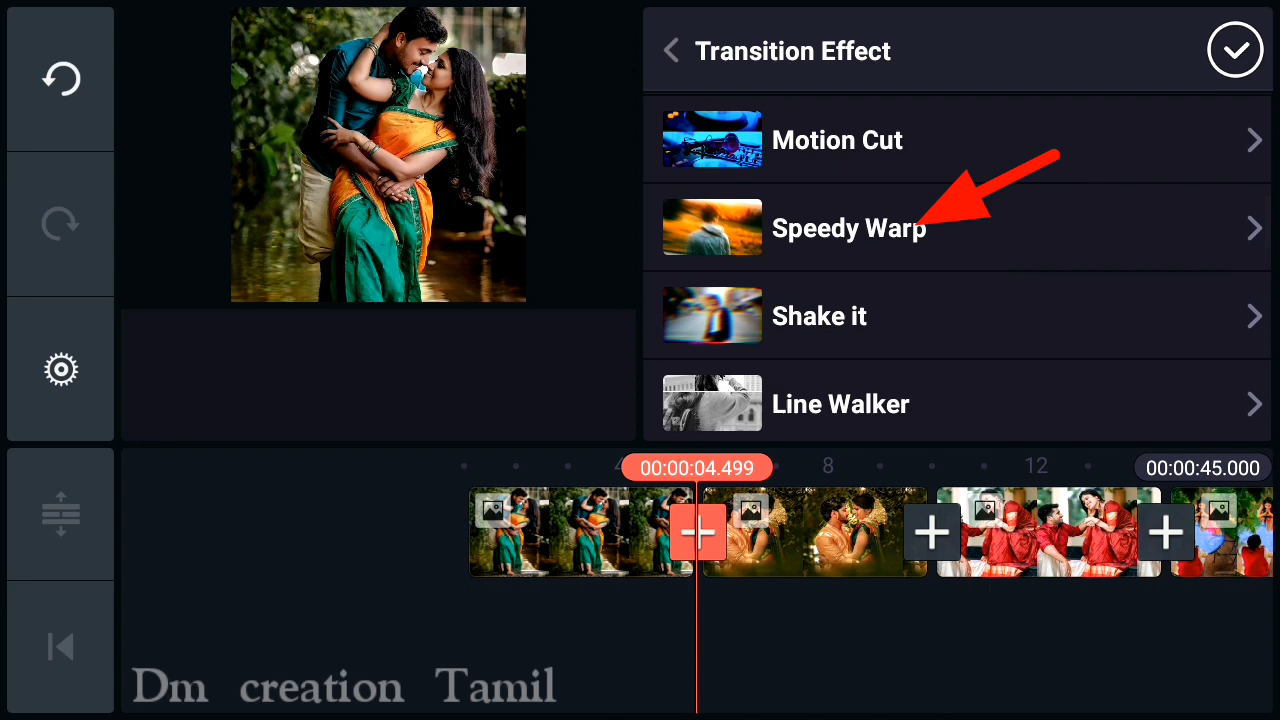 Transition Effect
Motion Cut
Speedy Warp
Shake it
Line Walker
00:00:04.499
8
12
00:00:45.000
Dm creation Tamil